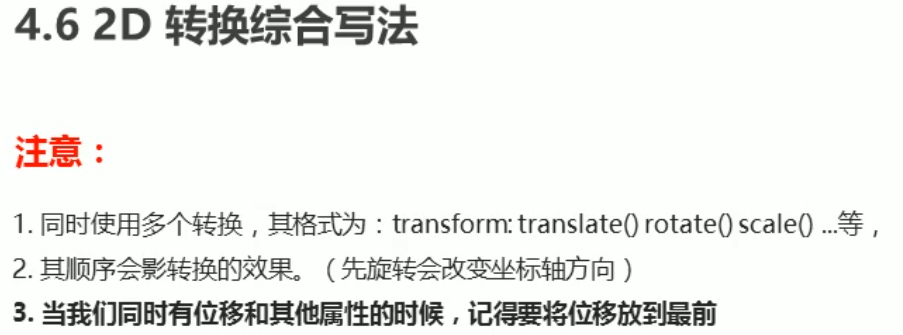 4.6 2D 转换综合写法
注意：
1. 同时使用多个转换，其格式为：transform: translate() rotate() scale() ...等，
2. 其顺序会影转换的效果。（先旋转会改变坐标轴方向）
3. 当我们同时有位移和其他属性的时候，记得要将位移放到最前